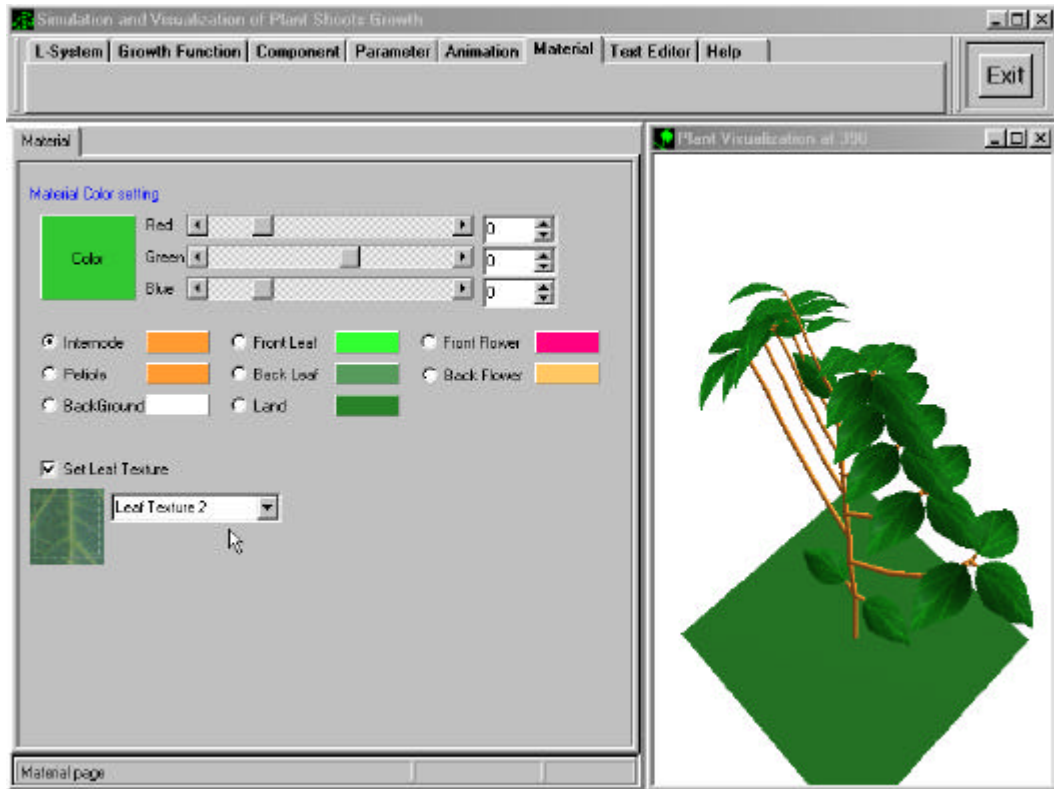 Simulation and Visualization of Plant Shoots Growth
L-System Growth Function Component Parameter Animation Material Text Editor Help
Exit
Material
Plant Visualization at 390
Material Color setting
Color
Red 0
Green 0
Blue 0
Internode Front Leaf Front Flower
Petiole Back Leaf Back Flower
BackGround Land
Set Leaf Texture
Leaf Texture 2
Material page